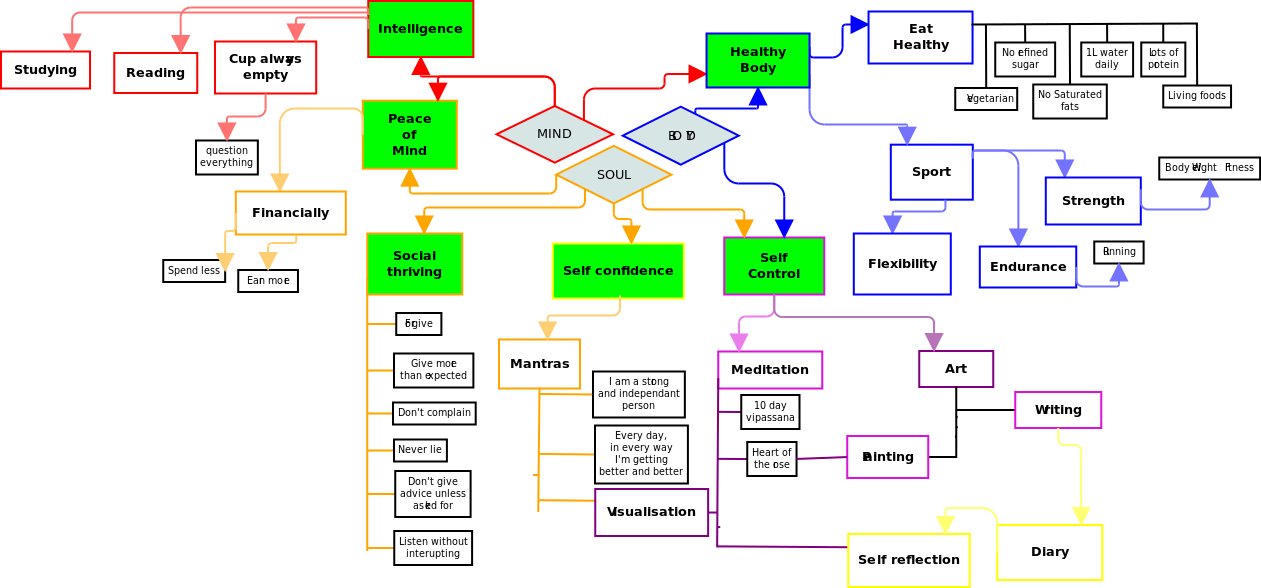 Intelligence
Studying
Reading
Cup always
empty
question
everything
Peace
of
Mind
MIND
BODY
SOUL
Healthy
Body
Eat
Healthy
No refined
sugar
1L water
daily
Lots of
protein
Vegetarian
No Saturated
fats
Living foods
Sport
Strength
Body Weight Fitness
Flexibility
Endurance
Running
Financially
Spend less
Earn more
Social
thriving
Self confidence
Self
Control
Forgive
Give more
than expected
Don't complain
Never lie
Don't give
advice unless
asked for
Listen without
interupting
Mantras
I am a strong
and independant
person
Every day,
in every way
I'm getting
better and better
Visualisation
Meditation
10 day
vipassana
Heart of
the rose
Art
Writing
Painting
Self reflection
Diary